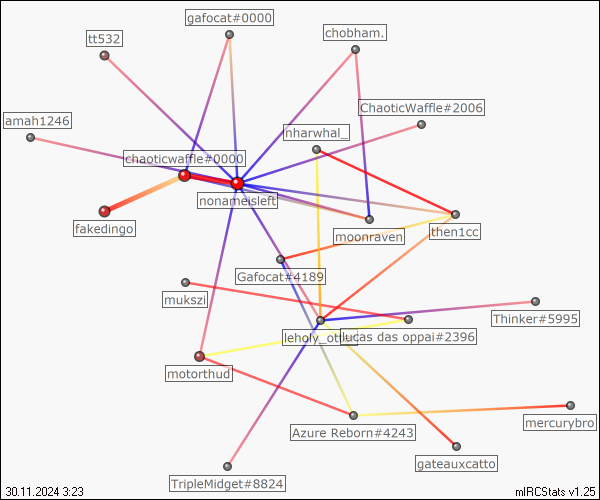 gafocat#0000
chobham.
tt532
ChaoticWaffle#2006
amah1246
nharwhal_
chaoticwaffle#0000
nonameisleft
fakedingo
moonraven
then1cc
Gafocat#4189
mukszi
Thinker#5995
lucas das oppai#2396
motorthud
mercurybro
Azure Reborn#4243
gateauxcatto
TripleMidget#8824
30.11.2024 3:23
mIRCStats v1.25